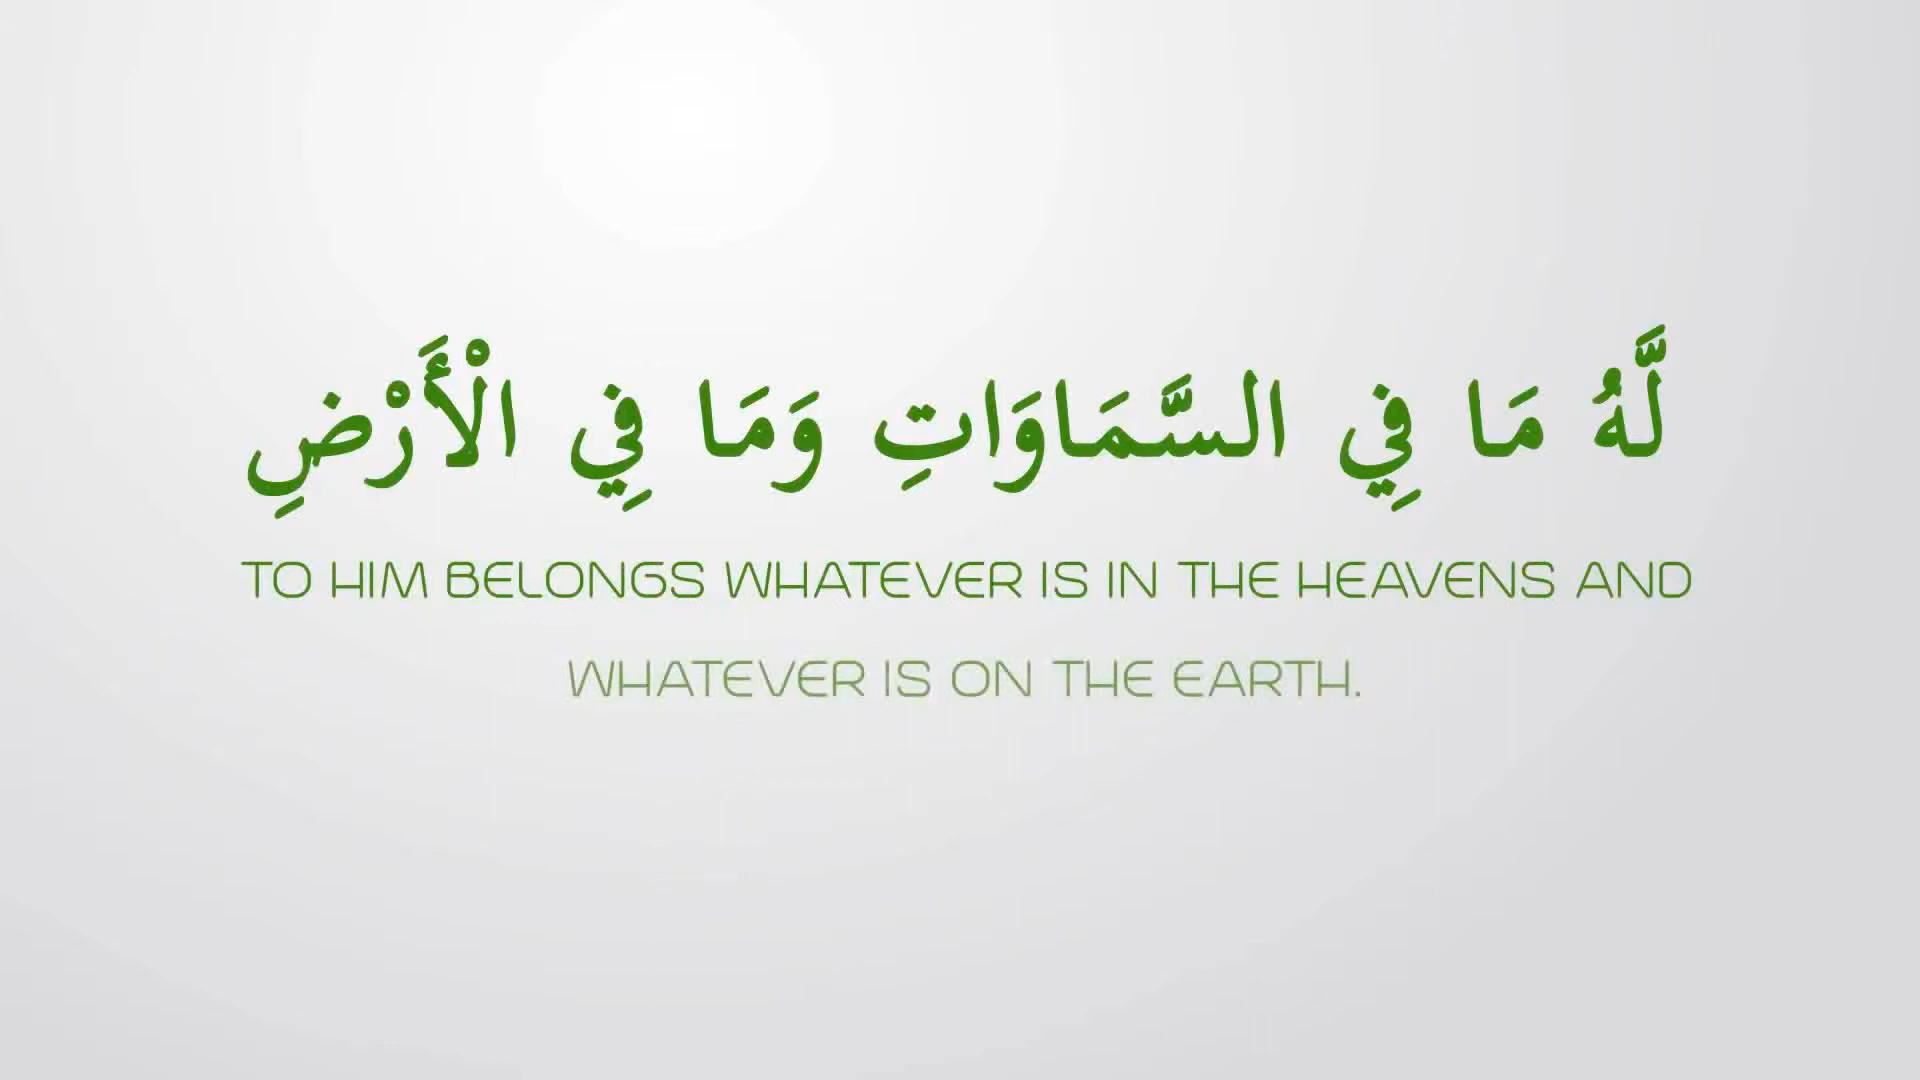 لَّهُ مَا فِي السَّمَاوَاتِ وَمَا فِي الْأَرْضِ
TO HIM BELONGS WHATEVER IS IN THE HEAVENS AND
WHATEVER IS ON THE EARTH.